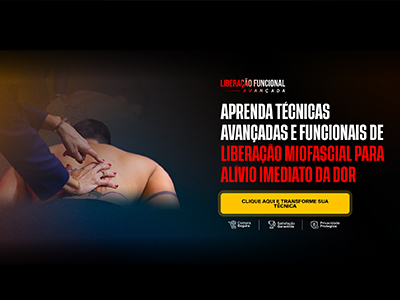 LIBERAÇÃO FUNCIONAL
AVANÇADA
APRENDA TÉCNICAS
AVANÇADAS E FUNCIONAIS DE
LIBERAÇÃO MIOFASCIAL PARA
ALIVIO IMEDIATO DA DOR
CLIQUE AQUI E TRANSFORME SUA
TÉCNICA
Compra
Segura
Satisfação
Garantida
Privacidade
Protegida